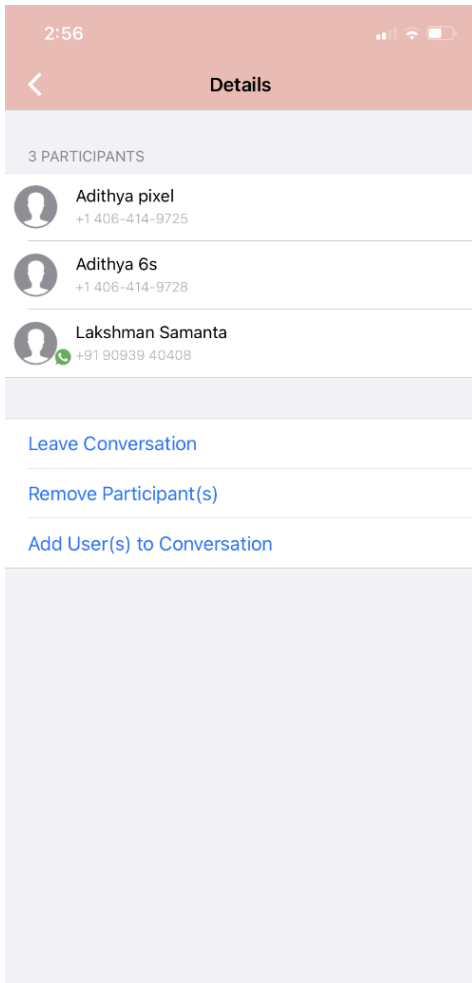 2:56
Details
3 PARTICIPANTS
Adithya pixel
+1 406-414-9725
Adithya 6s
+1 406-414-9728
Lakshman Samanta
+91 90939 40408
Leave Conversation
Remove Participant(s)
Add User(s) to Conversation